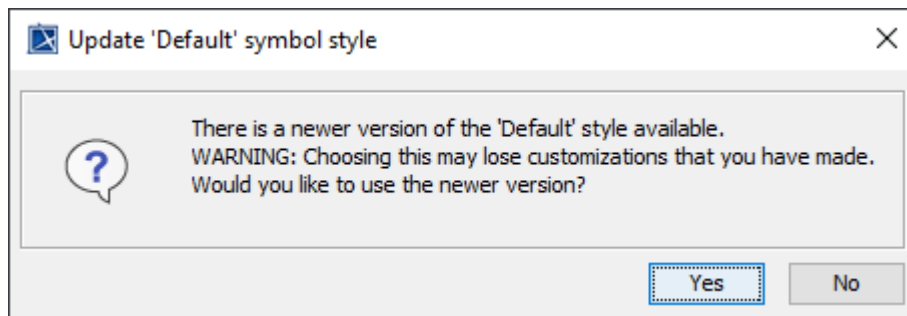 Update 'Default' symbol style
There is a newer version of the 'Default' style available.
WARNING: Choosing this may lose customizations that you have made.
Would you like to use the newer version?
Yes
No